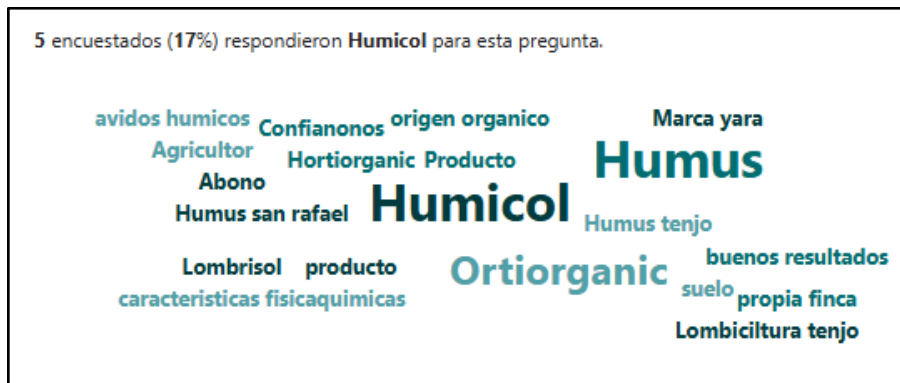 5 encuestados (17%) respondieron Humicol para esta pregunta.
avidos humicos Confianonos origen organico Marca yara
Agricultor Hortiorganic Producto Humus
Abono
Humus san rafael Humicol Humus tenjo
Lombrisol producto Ortiorganic buenos resultados
caracteristicas fisicaquimicas suelo propia finca
Lombiciltura tenjo